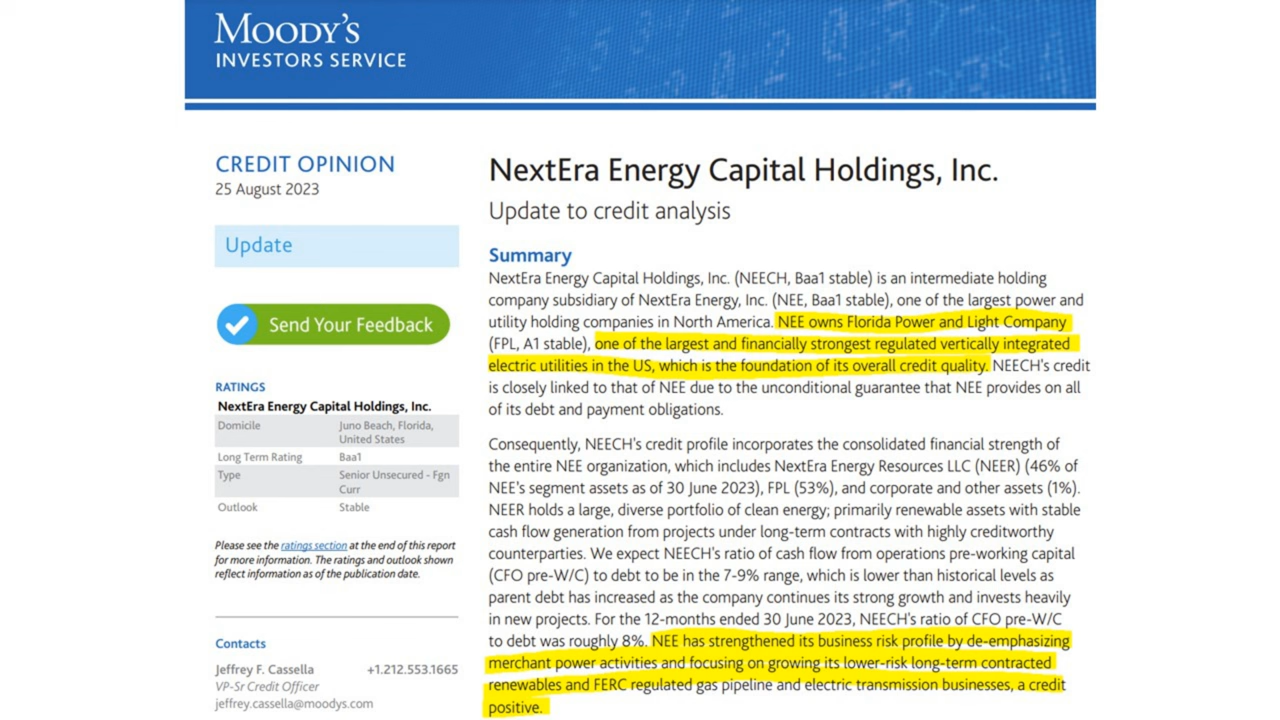 MOODY'S
INVESTORS SERVICE
CREDIT OPINION
25 August 2023
Update
Send Your Feedback
RATINGS
NextEra Energy Capital Holdings, Inc.
Domicile Juno Beach, Florida,
United States
Long Term Rating Baa1
Type Senior Unsecured - Fgn
Curr
Outlook Stable
Please see the ratings section at the end of this report
for more information. The ratings and outlook shown
reflect information as of the publication date.
Contacts
Jeffrey F. Cassella +1.212.553.1665
VP-Sr Credit Officer
jeffrey.cassella@moodys.com
NextEra Energy Capital Holdings, Inc.
Update to credit analysis
Summary
NextEra Energy Capital Holdings, Inc. (NEECH, Baa1 stable) is an intermediate holding
company subsidiary of NextEra Energy, Inc. (NEE, Baa1 stable), one of the largest power and
utility holding companies in North America. NEE owns Florida Power and Light Company
(FPL, A1 stable), one of the largest and financially strongest regulated vertically integrated
electric utilities in the US, which is the foundation of its overall credit quality. NEECH's credit
is closely linked to that of NEE due to the unconditional guarantee that NEE provides on all
of its debt and payment obligations.
Consequently, NEECH's credit profile incorporates the consolidated financial strength of
the entire NEE organization, which includes NextEra Energy Resources LLC (NEER) (46% of
NEE's segment assets as of 30 June 2023), FPL (53%), and corporate and other assets (1%).
NEER holds a large, diverse portfolio of clean energy; primarily renewable assets with stable
cash flow generation from projects under long-term contracts with highly creditworthy
counterparties. We expect NEECH's ratio of cash flow from operations pre-working capital
(CFO pre-W/C) to debt to be in the 7-9% range, which is lower than historical levels as
parent debt has increased as the company continues its strong growth and invests heavily
in new projects. For the 12-months ended 30 June 2023, NEECH's ratio of CFO pre-W/C
to debt was roughly 8%. NEE has strengthened its business risk profile by de-emphasizing
merchant power activities and focusing on growing its lower-risk long-term contracted
renewables and FERC regulated gas pipeline and electric transmission businesses, a credit
positive.